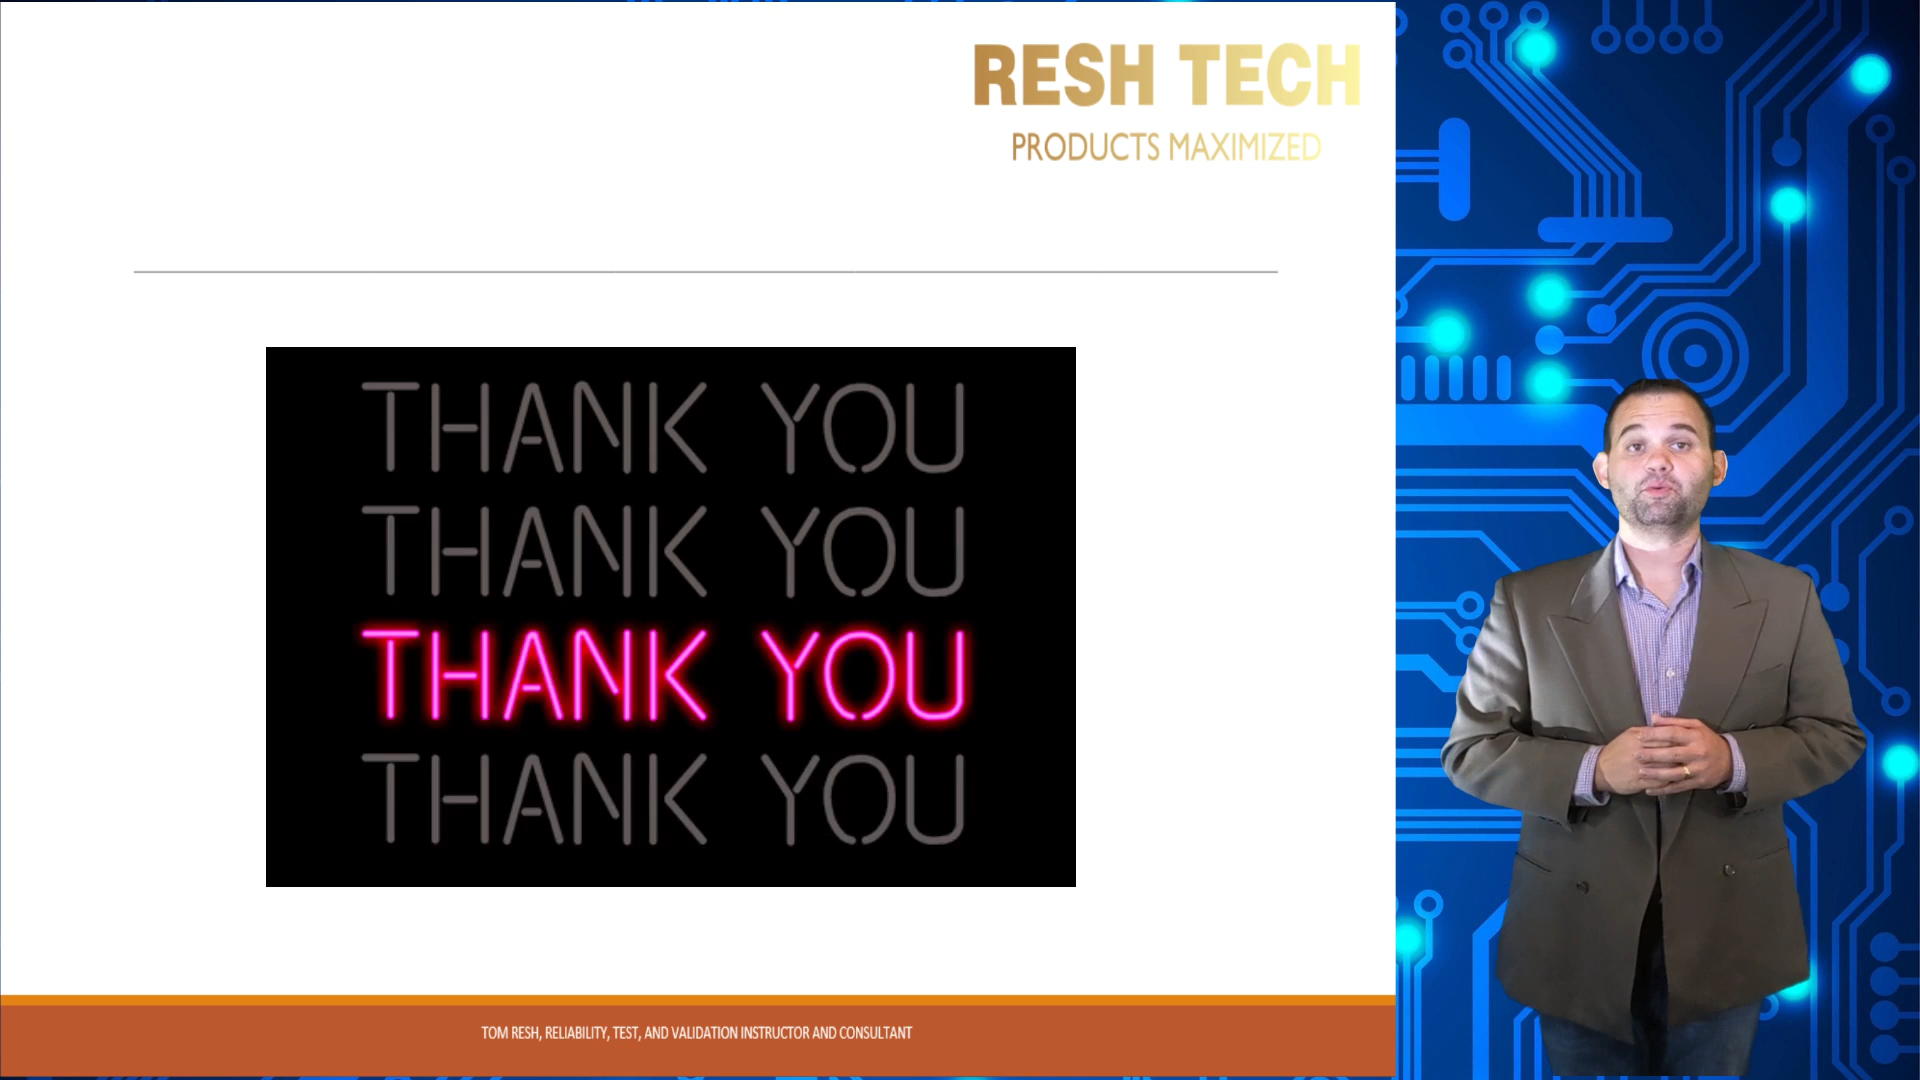 RESH TECH
PRODUCTS MAXIMIZED
THANK YOU
THANK YOU
THANK YOU
THANK YOU
TOM RESH, RELIABILITY, TEST, AND VALIDATION INSTRUCTOR AND CONSULTANT